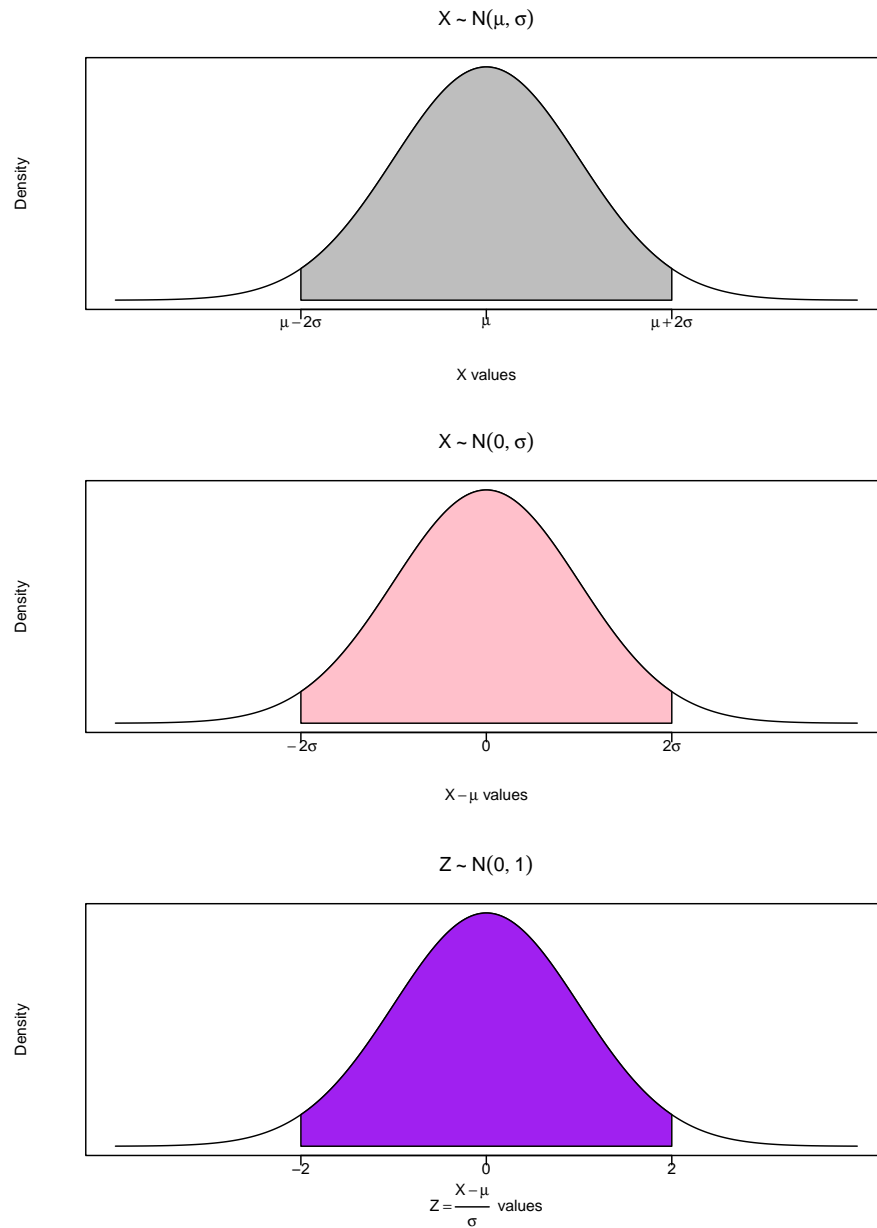 X ~ N(μ, σ)
Density
μ − 2σ μ μ + 2σ
X values
X ~ N(0, σ)
Density
− 2σ 0 2σ
X − μ values
Z ~ N(0, 1)
Density
−2 0 2
Z = (X − μ)/σ values